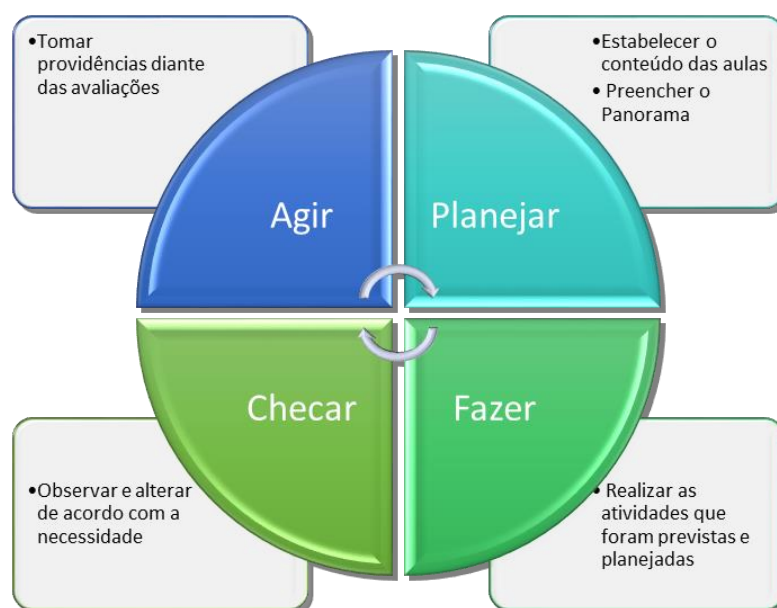 •Tomar
providências diante
das avaliações
•Estabelecer o
conteúdo das aulas
• Preencher o
Panorama
Agir
Planejar
Checar
Fazer
•Observar e alterar
de acordo com a
necessidade
• Realizar as
atividades que
foram previstas e
planejadas